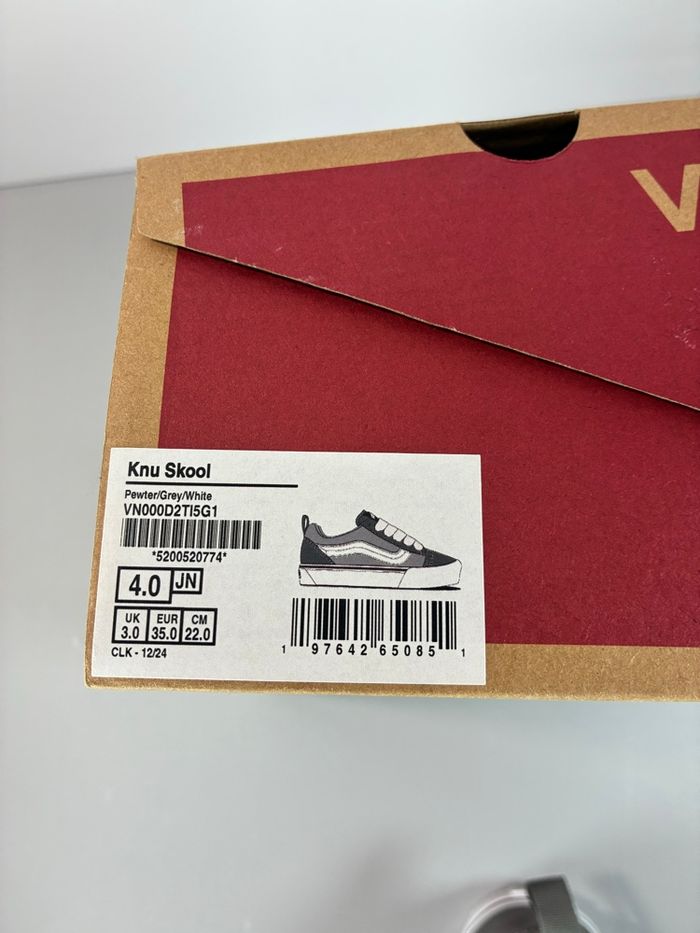 V
Knu Skool
Pewter/Grey/White
VN000D2TI5G1
*5200520774*
4.0 JN
UK EUR CM
3.0 35.0 22.0
CLK - 12/24
1 97642 65085 1